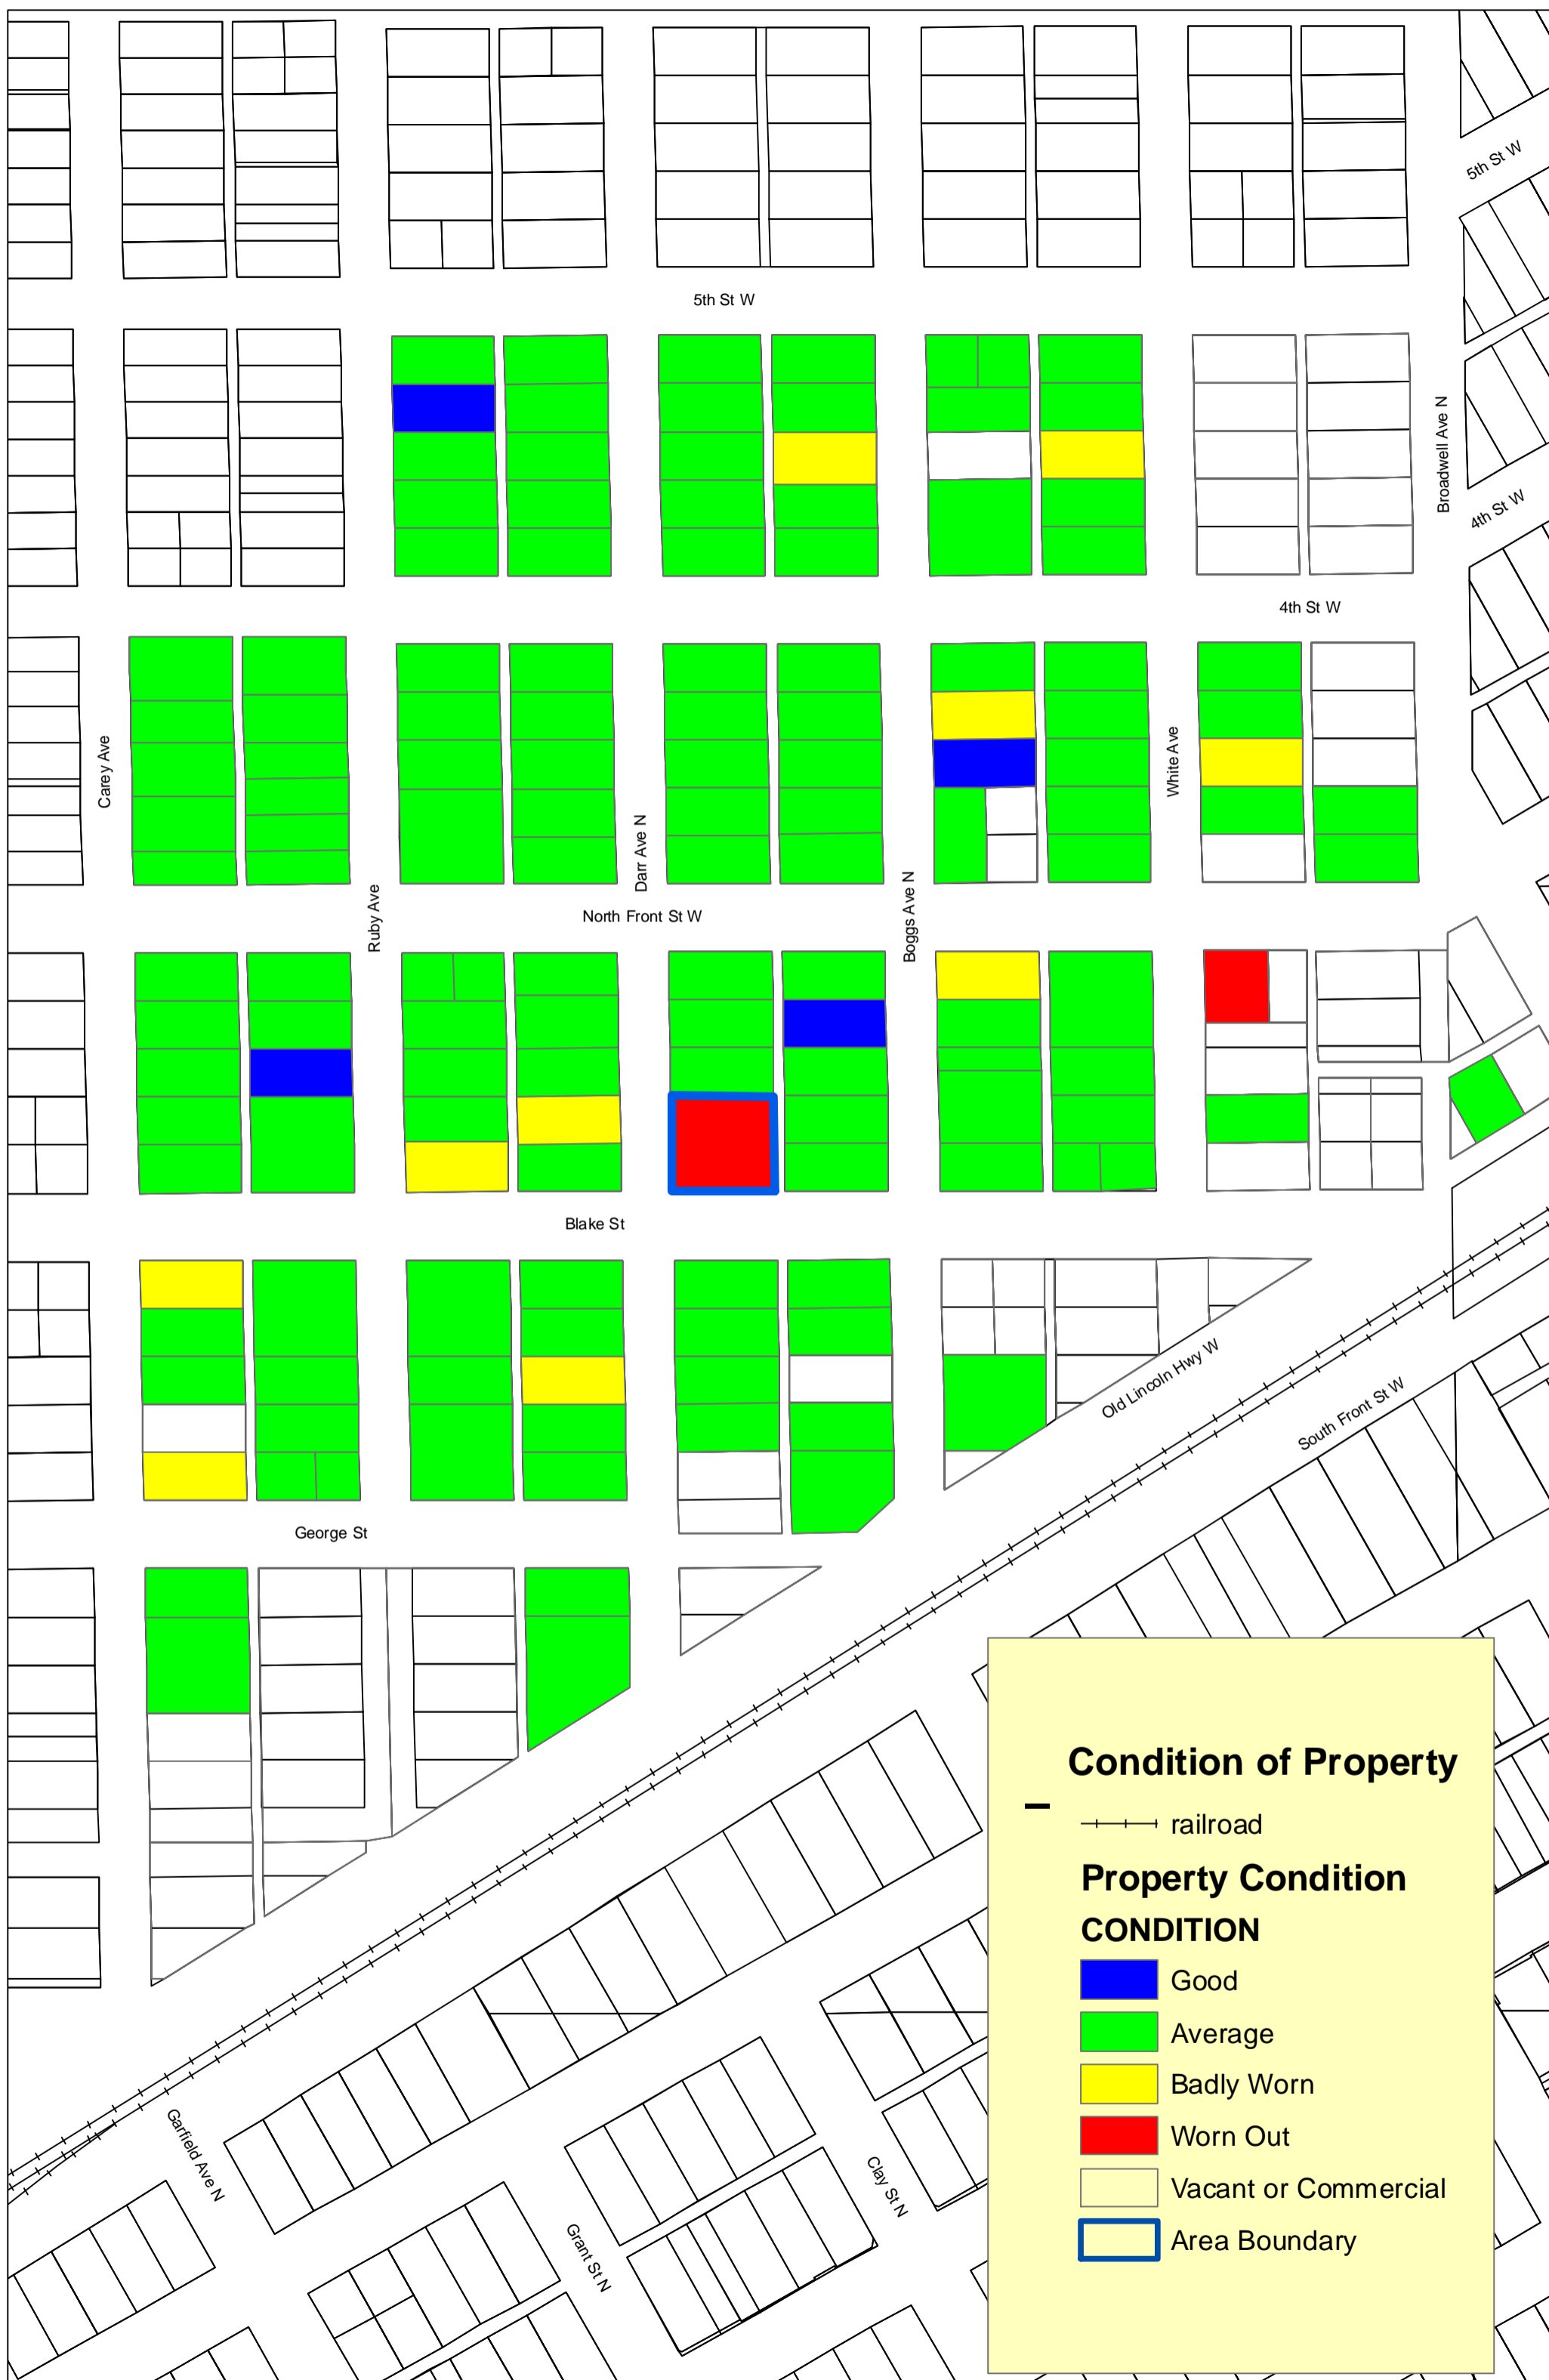 5th St W
5th St W
Broadwell Ave N
4th St W
4th St W
Carey Ave
White Ave
Darr Ave N
Ruby Ave
Boggs Ave N
North Front St W
Blake St
Old Lincoln Hwy W
South Front St W
George St
Garfield Ave N
Clay St N
Grant St N
Condition of Property
railroad
Property Condition
CONDITION
Good
Average
Badly Worn
Worn Out
Vacant or Commercial
Area Boundary